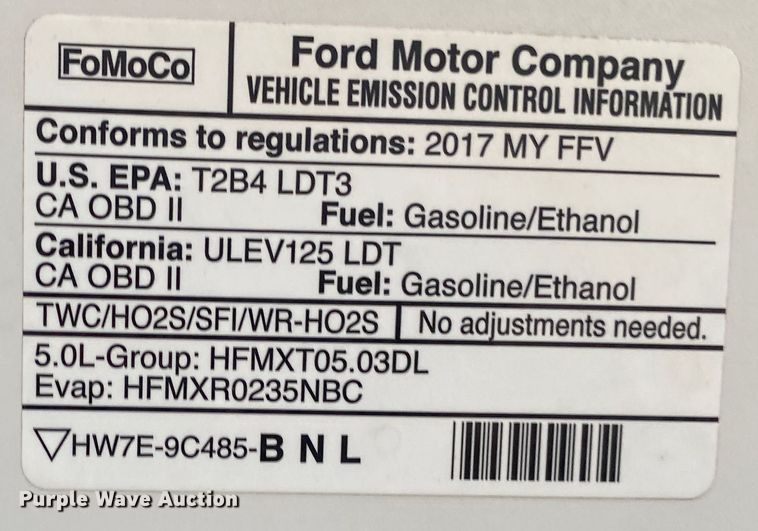 FoMoCo
Ford Motor Company
VEHICLE EMISSION CONTROL INFORMATION
Conforms to regulations: 2017 MY FFV
U.S. EPA: T2B4 LDT3
CA OBD II Fuel: Gasoline/Ethanol
California: ULEV125 LDT
CA OBD II Fuel: Gasoline/Ethanol
TWC/HO2S/SFI/WR-HO2S No adjustments needed.
5.0L-Group: HFMXT05.03DL
Evap: HFMXR0235NBC
HW7E-9C485-B N L
Purple Wave Auction